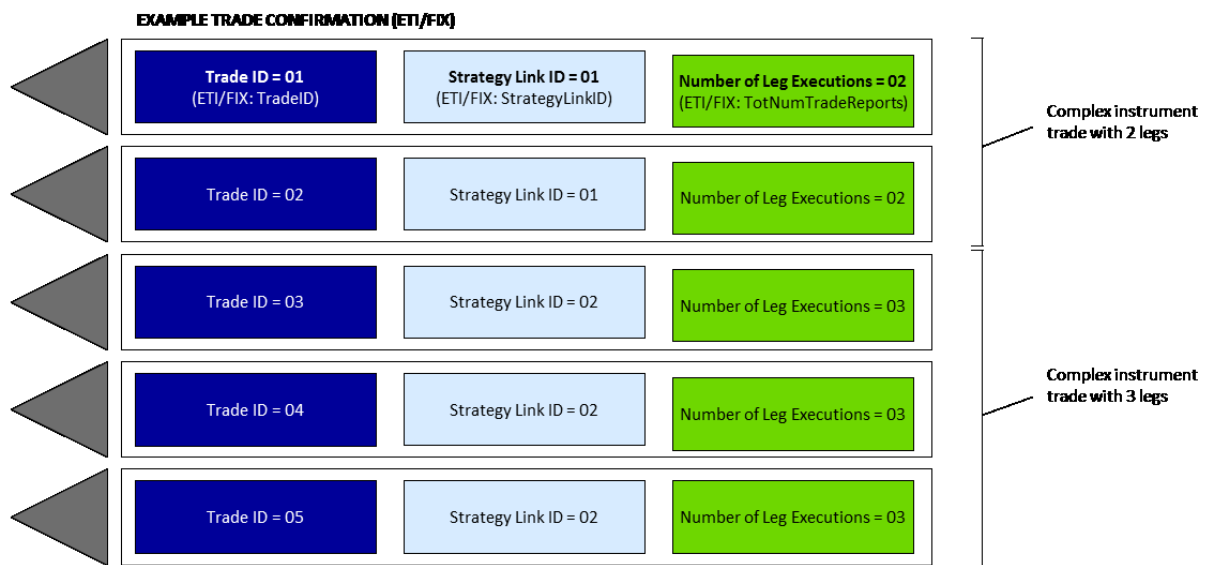 EXAMPLE TRADE CONFIRMATION (ETI/FIX)
Trade ID = 01
(ETI/FIX: TradeID)
Strategy Link ID = 01
(ETI/FIX: StrategyLinkID)
Number of Leg Executions = 02
(ETI/FIX: TotNumTradeReports)
Complex instrument
trade with 2 legs
Trade ID = 02
Strategy Link ID = 01
Number of Leg Executions = 02
Trade ID = 03
Strategy Link ID = 02
Number of Leg Executions = 03
Trade ID = 04
Strategy Link ID = 02
Number of Leg Executions = 03
Complex instrument
trade with 3 legs
Trade ID = 05
Strategy Link ID = 02
Number of Leg Executions = 03